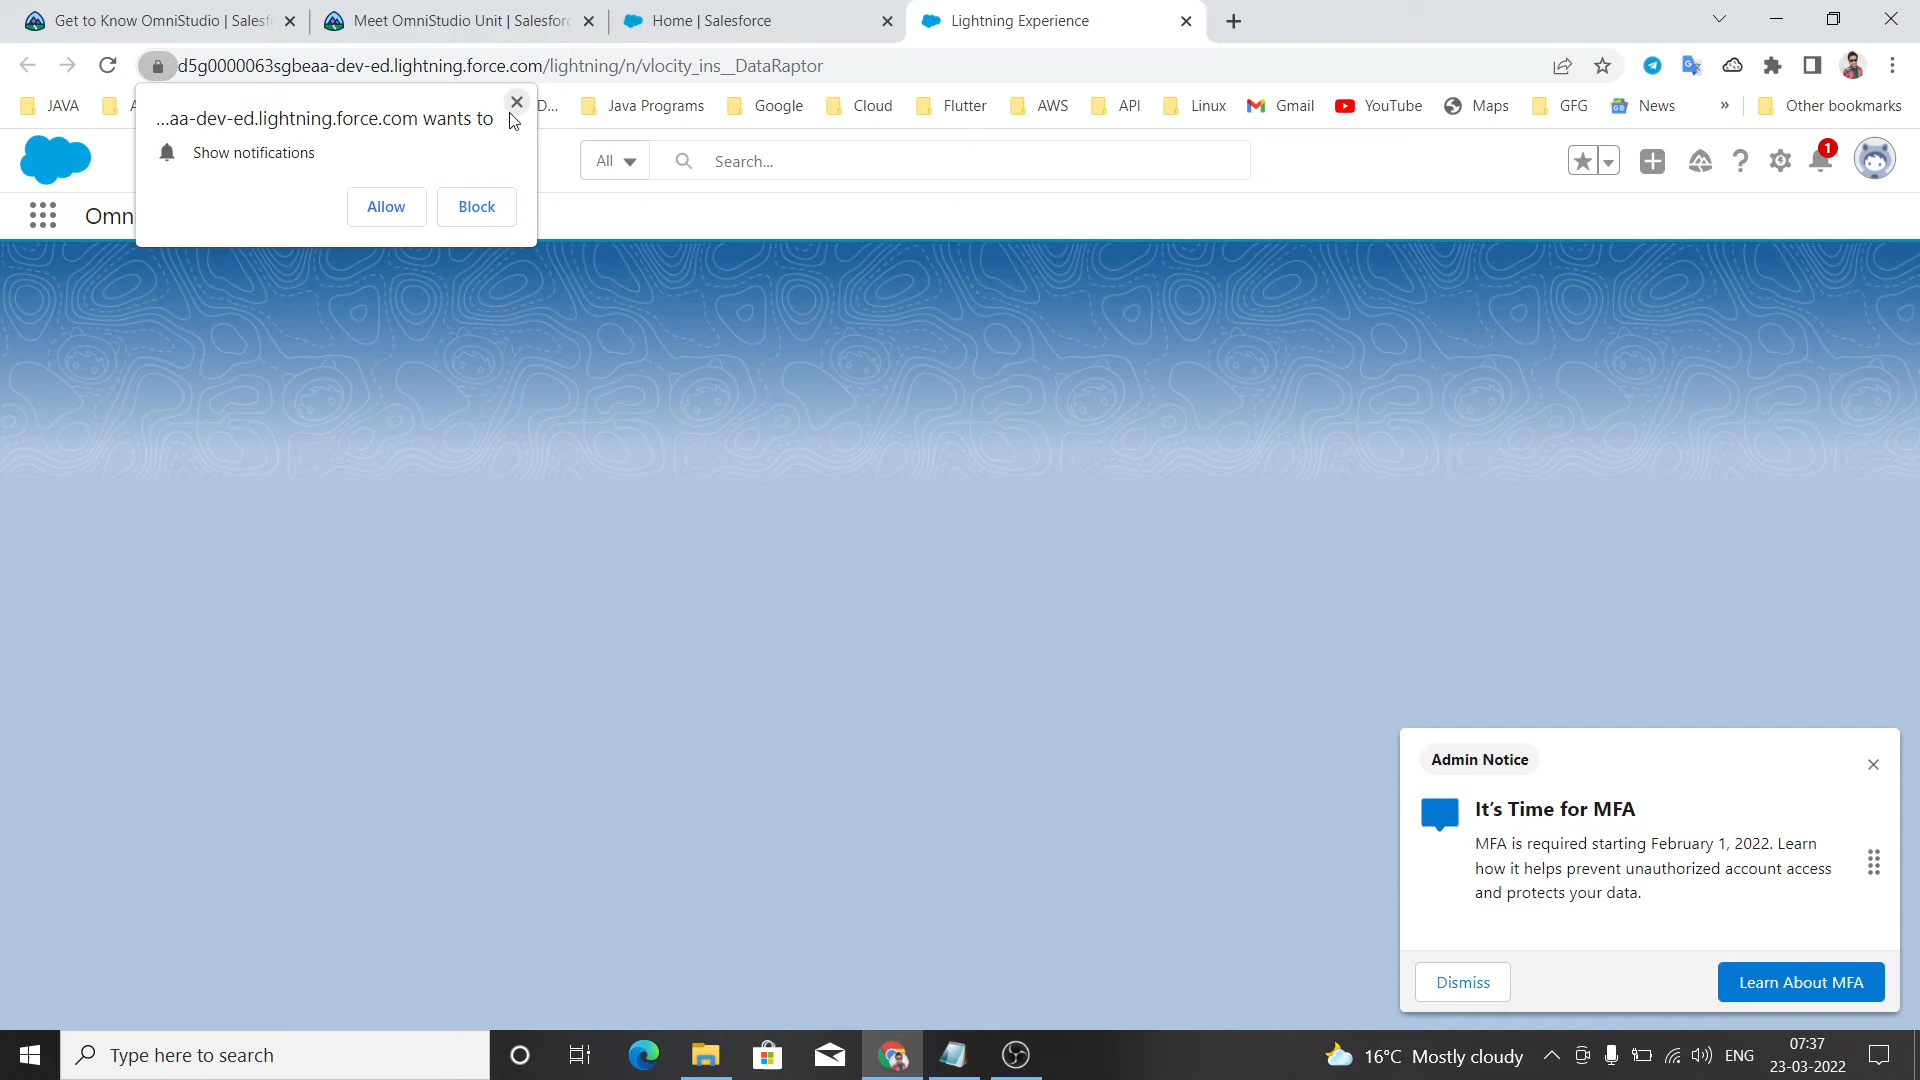 Get to Know OmniStudio | Salesf
Meet OmniStudio Unit | Salesforc
Home | Salesforce
Lightning Experience
d5g0000063sgbeaa-dev-ed.lightning.force.com/lightning/n/vlocity_ins__DataRaptor
JAVA
A
D...
Java Programs
Google
Cloud
Flutter
AWS
API
Linux
Gmail
YouTube
Maps
GFG
News
»
Other bookmarks
...aa-dev-ed.lightning.force.com wants to
Show notifications
Allow
Block
All
Search...
1
Omn
Admin Notice
It's Time for MFA
MFA is required starting February 1, 2022. Learn
how it helps prevent unauthorized account access
and protects your data.
Dismiss
Learn About MFA
Type here to search
16°C Mostly cloudy
ENG
07:37
23-03-2022